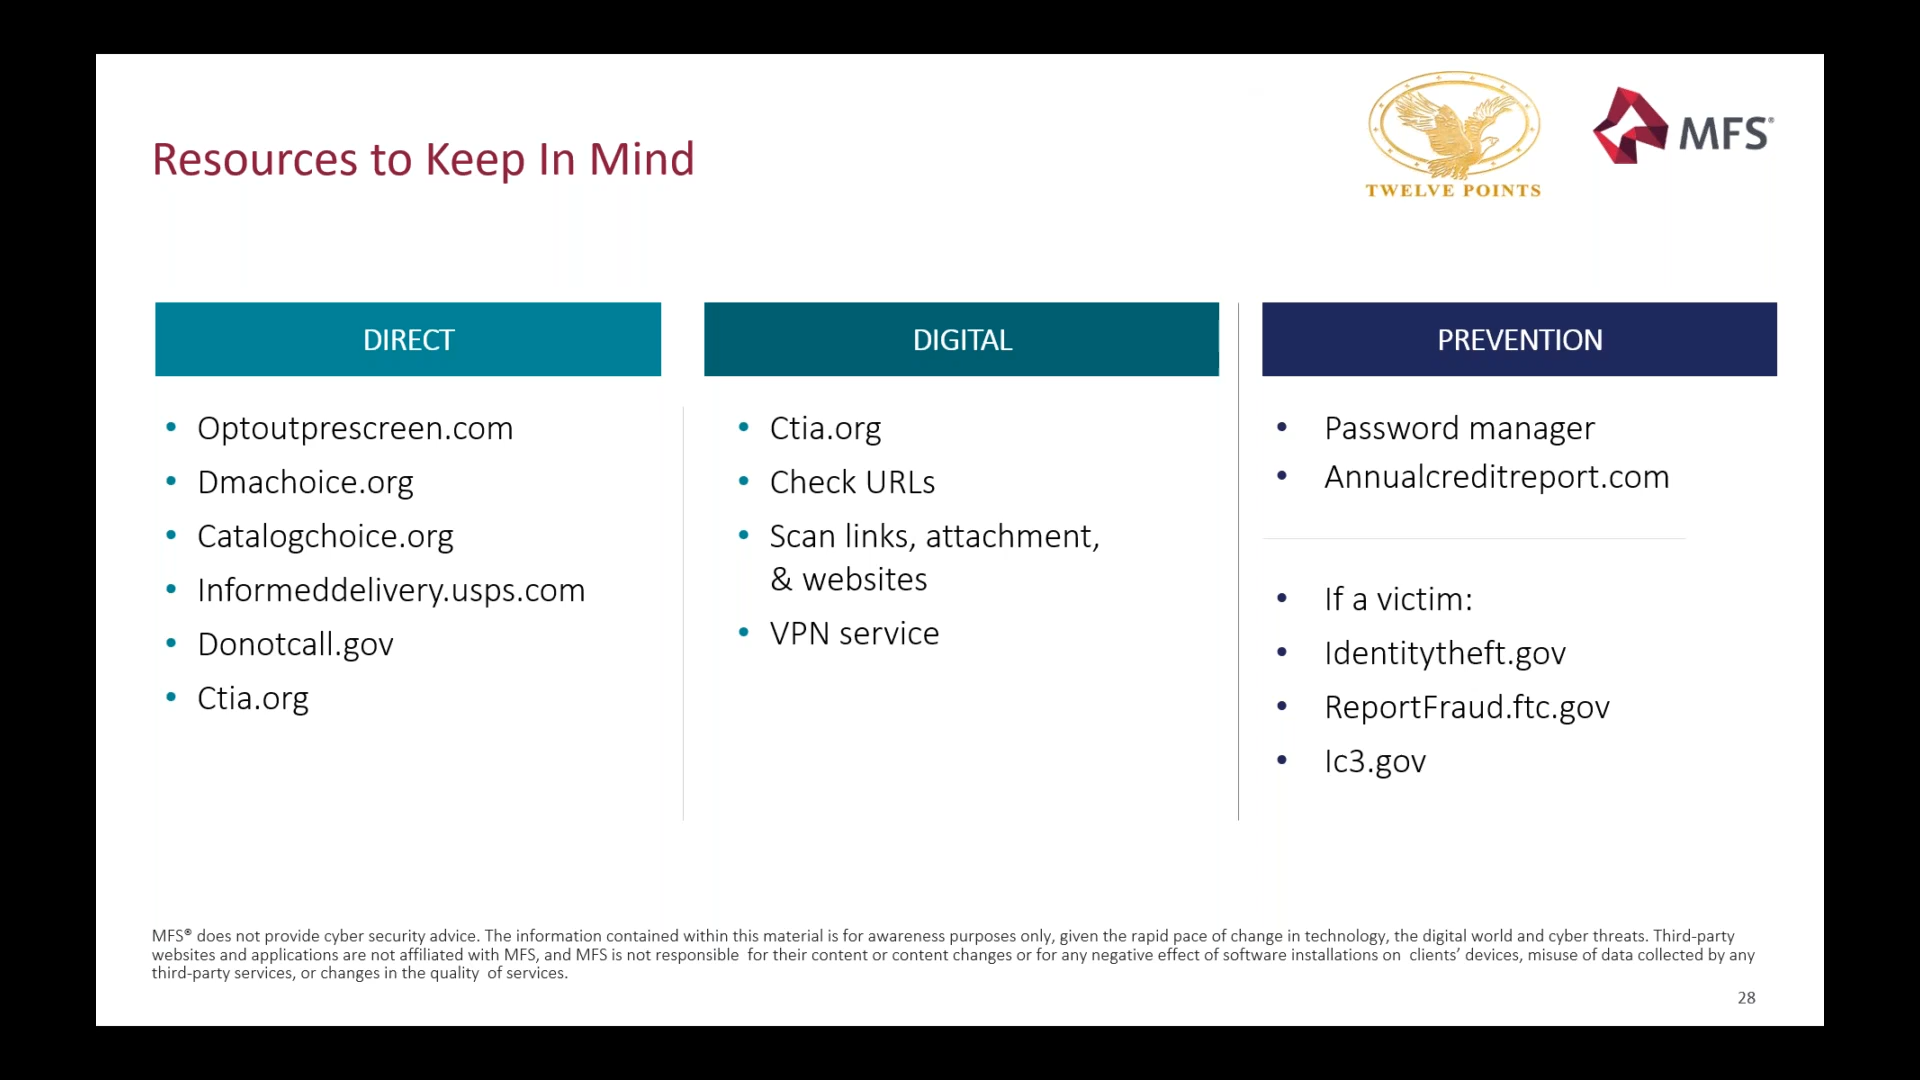 Resources to Keep In Mind
TWELVE POINTS
MFS®
DIRECT
Optoutprescreen.com
Dmachoice.org
Catalogchoice.org
Informeddelivery.usps.com
Donotcall.gov
Ctia.org
DIGITAL
Ctia.org
Check URLs
Scan links, attachment,
& websites
VPN service
PREVENTION
Password manager
Annualcreditreport.com
If a victim:
Identitytheft.gov
ReportFraud.ftc.gov
Ic3.gov
MFS® does not provide cyber security advice. The information contained within this material is for awareness purposes only, given the rapid pace of change in technology, the digital world and cyber threats. Third-party
websites and applications are not affiliated with MFS, and MFS is not responsible for their content or content changes or for any negative effect of software installations on clients’ devices, misuse of data collected by any
third-party services, or changes in the quality of services.
28